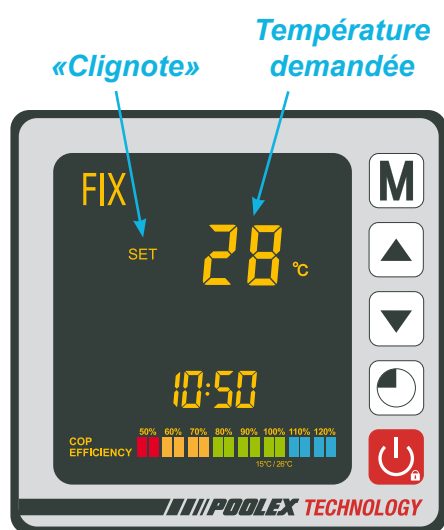 «Clignote»
Température
demandée
FIX
M
SET
28 °C
10:50
50% 60% 70% 80% 90% 100% 110% 120%
COP
EFFICIENCY
15°C / 26°C
POOLEX TECHNOLOGY